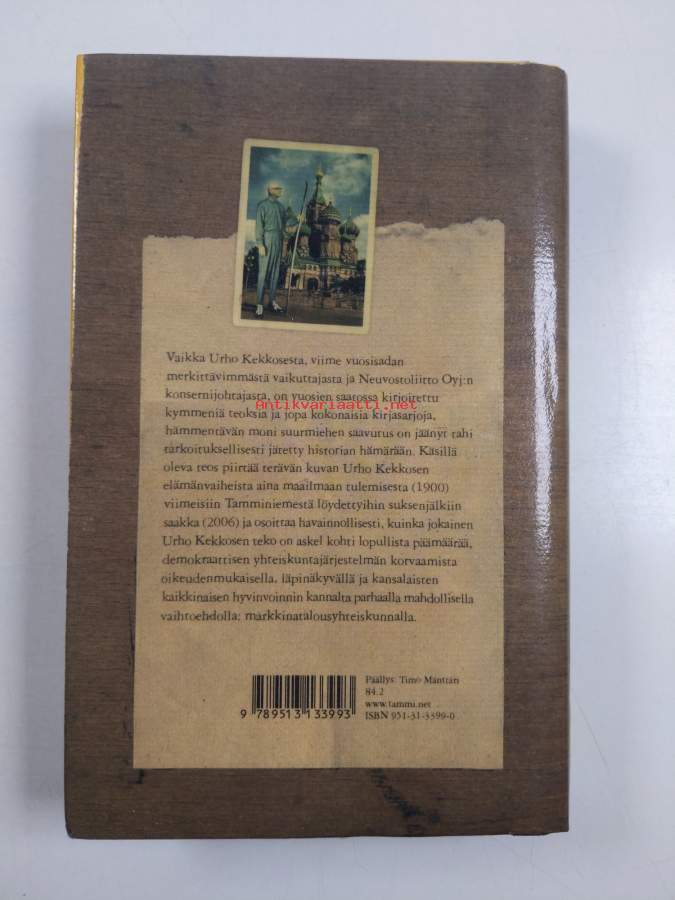 Vaikka Urho Kekkosesta, viime vuosisadan
merkittävimmästä vaikuttajasta ja Neuvostoliitto Oyj:n
konsernijohtajasta, on vuosien saatossa kirjoitettu
Antikvariaatti.net
kymmeniä teoksia ja jopa kokonaisia kirjasarjoja,
hämmentävän moni suurmiehen saavutus on jäänyt tahi
tarkoituksellisesti jätetty historian hämärään. Käsillä
oleva teos piirtää terävän kuvan Urho Kekkosen
elämänvaiheista aina maailmaan tulemisesta (1900)
viimeisiin Tamminiemestä löydettyihin suksenjälkiin
saakka (2006) ja osoittaa havainnollisesti, kuinka jokainen
Urho Kekkosen teko on askel kohti lopullista päämäärää,
demokraattisen yhteiskuntajärjestelmän korvaamista
oikeudenmukaisella, läpinäkyvällä ja kansalaisten
kaikkinaisen hyvinvoinnin kannalta parhaalla mahdollisella
vaihtoehdolla: markkinatalousyhteiskunnalla.
9 789513 133993
Päällys: Timo Mänttäri
84.2
www.tammi.net
ISBN 951-31-3399-0